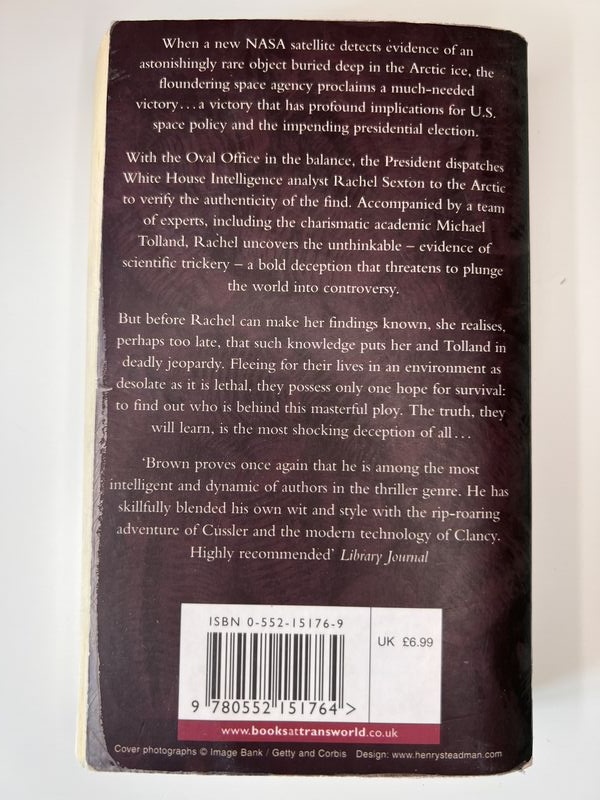 When a new NASA satellite detects evidence of an
astonishingly rare object buried deep in the Arctic ice, the
floundering space agency proclaims a much-needed
victory... a victory that has profound implications for U.S.
space policy and the impending presidential election.
With the Oval Office in the balance, the President dispatches
White House Intelligence analyst Rachel Sexton to the Arctic
to verify the authenticity of the find. Accompanied by a team
of experts, including the charismatic academic Michael
Tolland, Rachel uncovers the unthinkable – evidence of
scientific trickery – a bold deception that threatens to plunge
the world into controversy.
But before Rachel can make her findings known, she realises,
perhaps too late, that such knowledge puts her and Tolland in
deadly jeopardy. Fleeing for their lives in an environment as
desolate as it is lethal, they possess only one hope for survival:
to find out who is behind this masterful ploy. The truth, they
will learn, is the most shocking deception of all...
‘Brown proves once again that he is among the most
intelligent and dynamic of authors in the thriller genre. He has
skillfully blended his own wit and style with the rip-roaring
adventure of Cussler and the modern technology of Clancy.
Highly recommended’ Library Journal
ISBN 0-552-15176-9
UK £6.99
9 780552 151764 >
www.booksattransworld.co.uk
Cover photographs © Image Bank / Getty and Corbis Design: www.henrysteadman.com